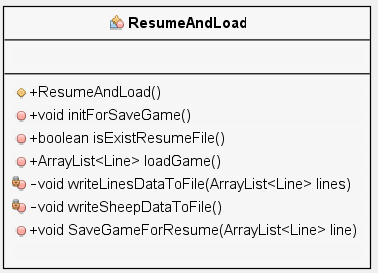 ResumeAndLoad
+ResumeAndLoad()
+void initForSaveGame()
+boolean isExistResumeFile()
+ArrayList<Line> loadGame()
-void writeLinesDataToFile(ArrayList<Line> lines)
-void writeSheepDataToFile()
+void SaveGameForResume(ArrayList<Line> line)